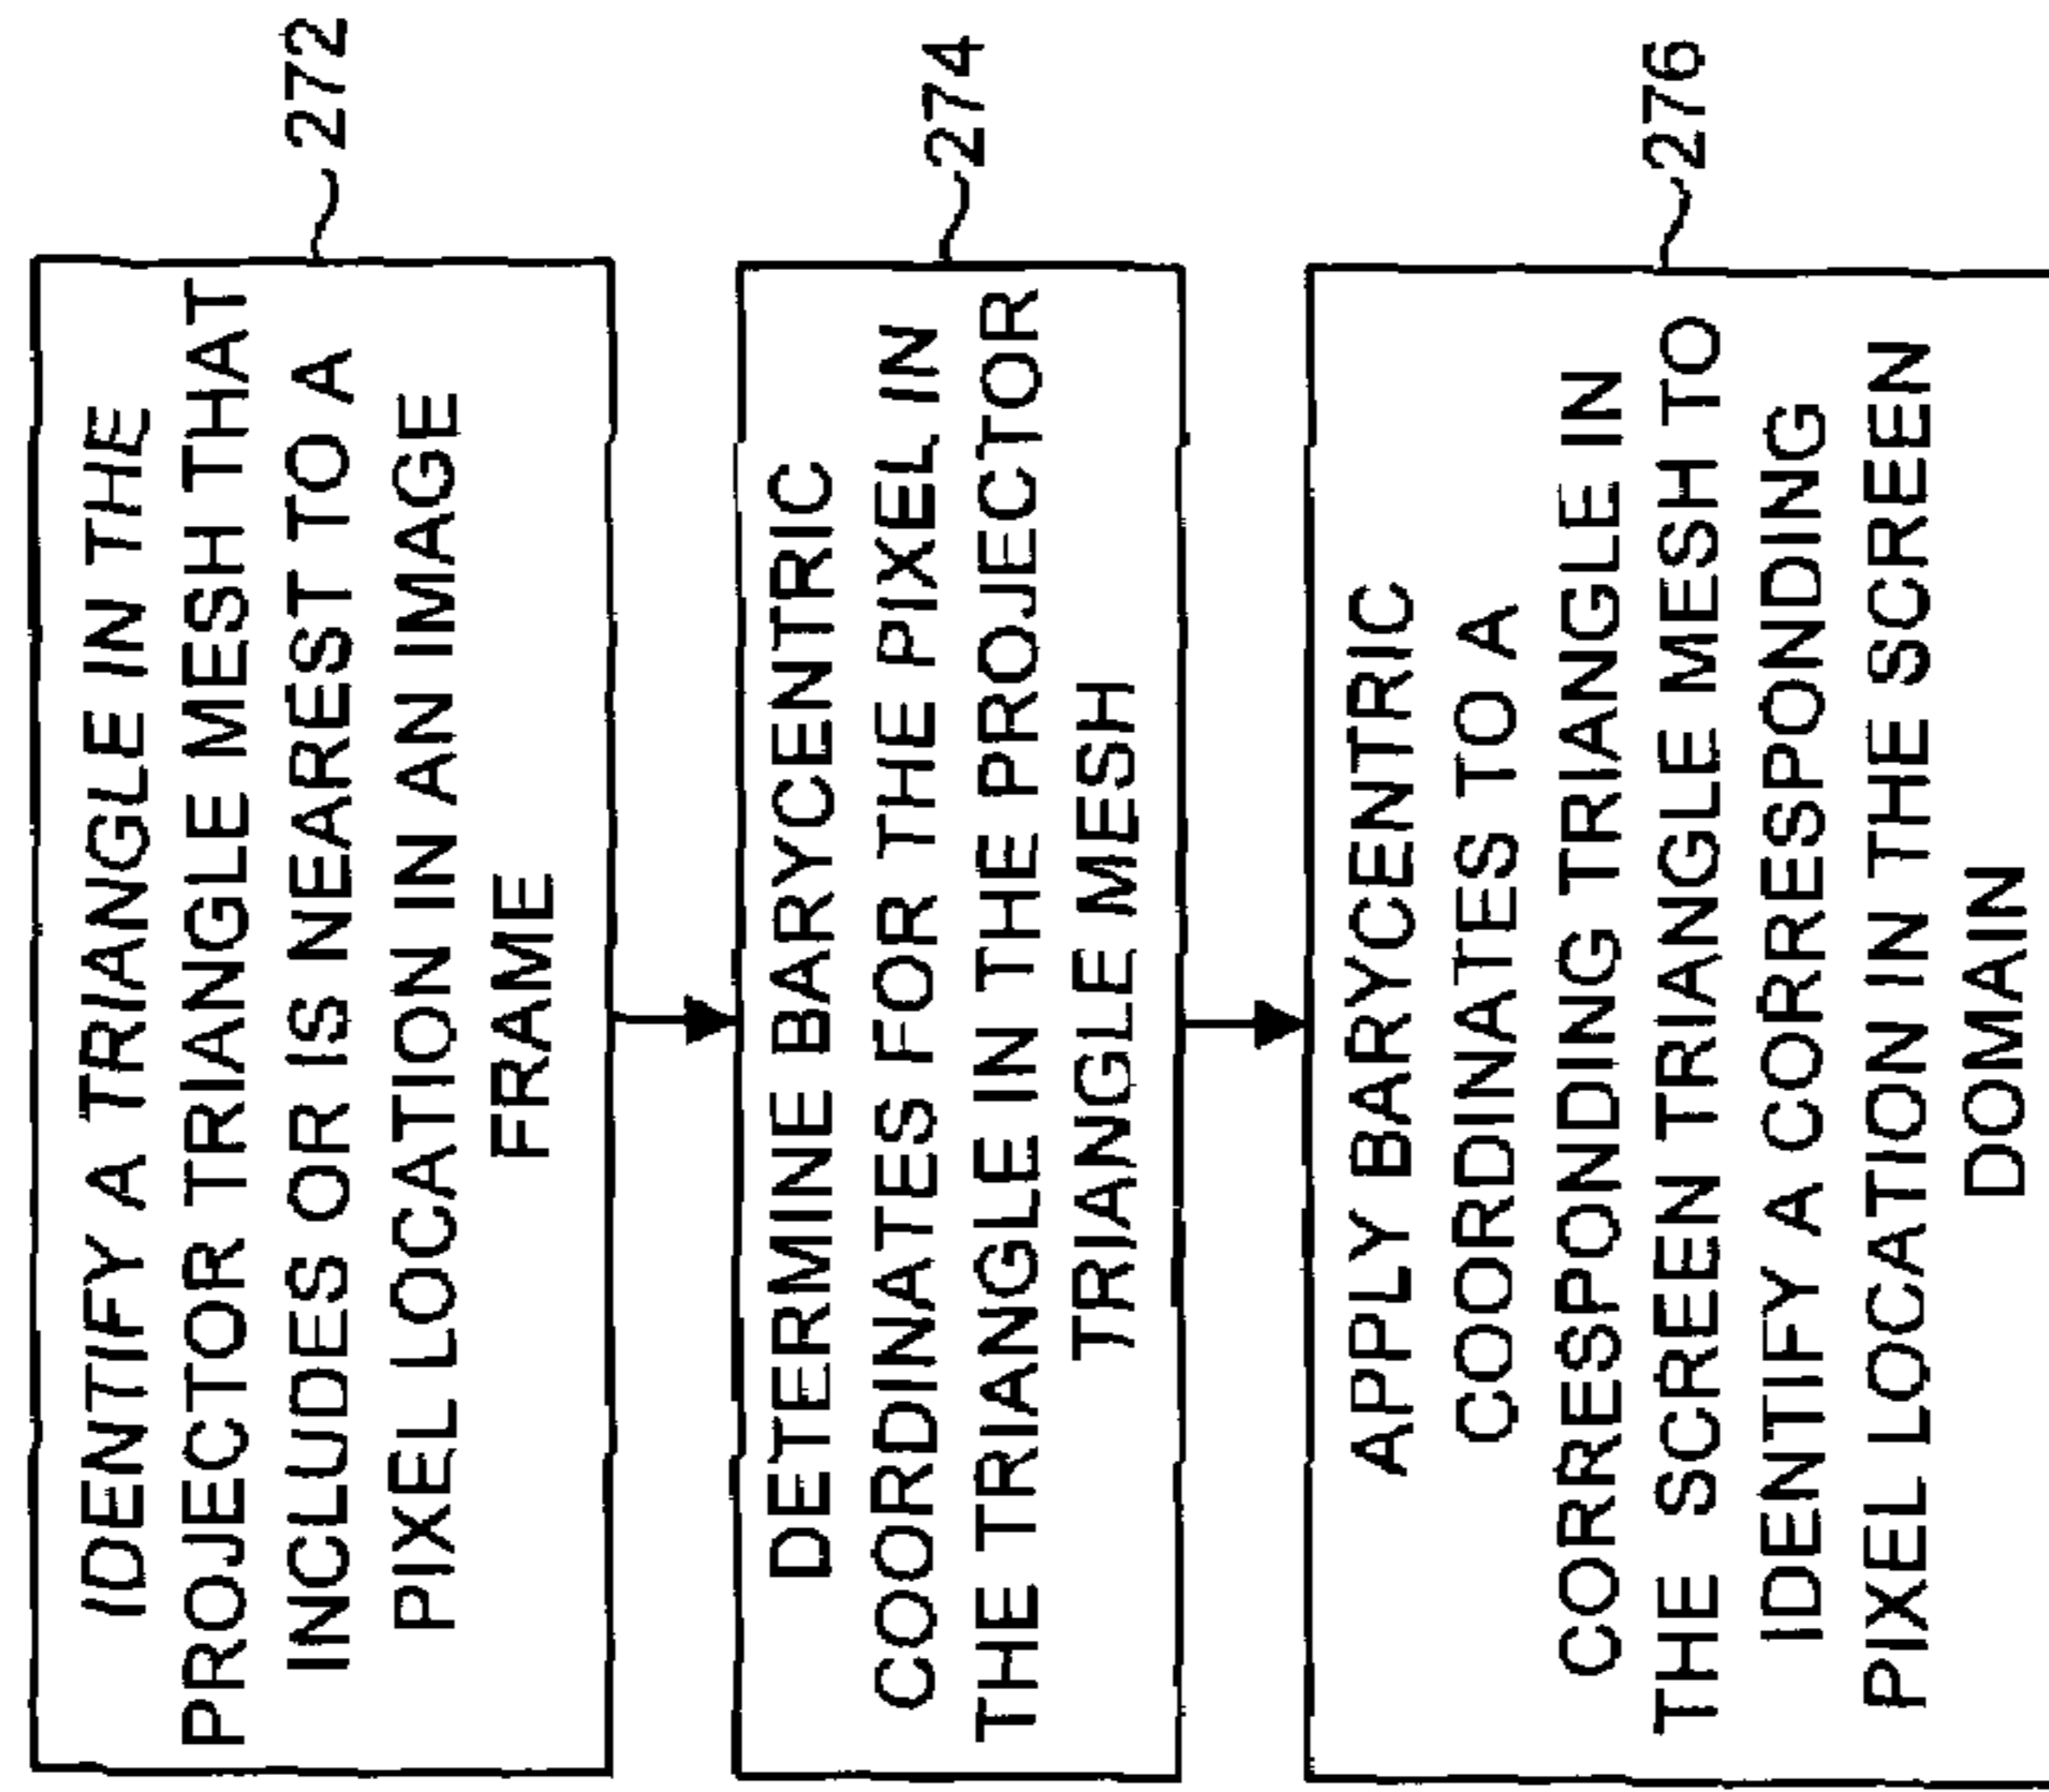 IDENTIFY A TRIANGLE IN THE
PROJECTOR TRIANGLE MESH THAT
INCLUDES OR IS NEAREST TO A
PIXEL LOCATION IN AN IMAGE
FRAME
272
DETERMINE BARYCENTRIC
COORDINATES FOR THE PIXEL IN
THE TRIANGLE IN THE PROJECTOR
TRIANGLE MESH
274
APPLY BARYCENTRIC
COORDINATES TO A
CORRESPONDING TRIANGLE IN
THE SCREEN TRIANGLE MESH TO
IDENTIFY A CORRESPONDING
PIXEL LOCATION IN THE SCREEN
DOMAIN
276